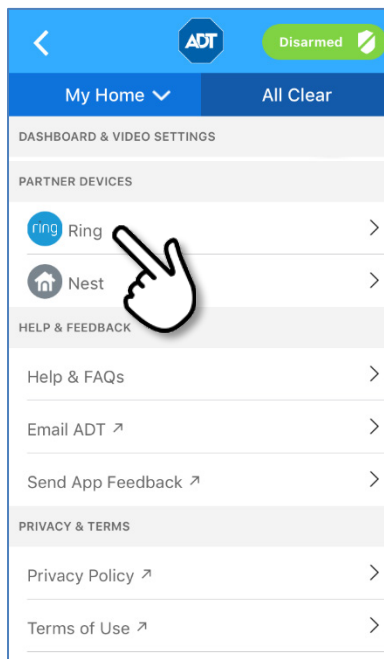 ADT
Disarmed
My Home
All Clear
DASHBOARD & VIDEO SETTINGS
PARTNER DEVICES
ring Ring
Nest
HELP & FEEDBACK
Help & FAQs
Email ADT ↗
Send App Feedback ↗
PRIVACY & TERMS
Privacy Policy ↗
Terms of Use ↗